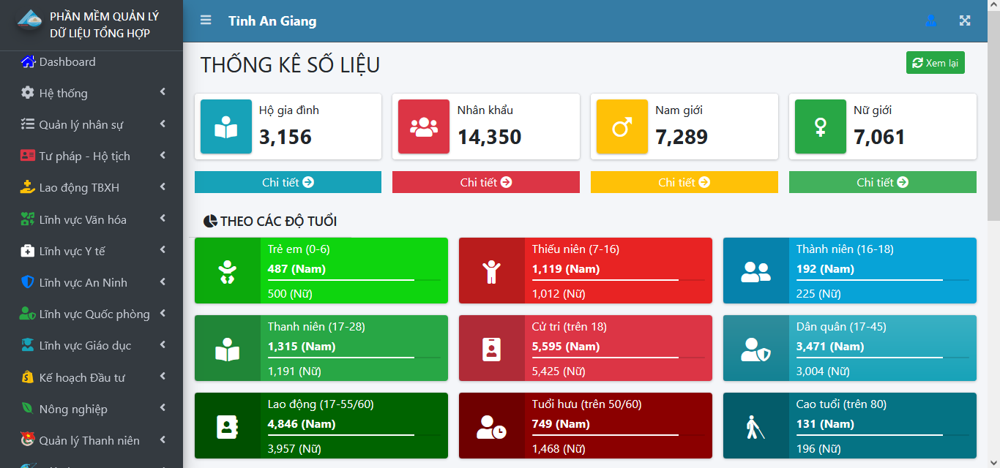 PHẦN MỀM QUẢN LÝ
DỮ LIỆU TỔNG HỢP
Dashboard
Hệ thống
Quản lý nhân sự
Tư pháp - Hộ tịch
Lao động TBXH
Lĩnh vực Văn hóa
Lĩnh vực Y tế
Lĩnh vực An Ninh
Lĩnh vực Quốc phòng
Lĩnh vực Giáo dục
Kế hoạch Đầu tư
Nông nghiệp
Quản lý Thanh niên
Tỉnh An Giang
THỐNG KÊ SỐ LIỆU
Xem lại
Hộ gia đình
3,156
Chi tiết
Nhân khẩu
14,350
Chi tiết
Nam giới
7,289
Chi tiết
Nữ giới
7,061
Chi tiết
THEO CÁC ĐỘ TUỔI
Trẻ em (0-6)
487 (Nam)
500 (Nữ)
Thiếu niên (7-16)
1,119 (Nam)
1,012 (Nữ)
Thành niên (16-18)
192 (Nam)
225 (Nữ)
Thanh niên (17-28)
1,315 (Nam)
1,191 (Nữ)
Cử tri (trên 18)
5,595 (Nam)
5,425 (Nữ)
Dân quân (17-45)
3,471 (Nam)
3,004 (Nữ)
Lao động (17-55/60)
4,846 (Nam)
3,957 (Nữ)
Tuổi hưu (trên 50/60)
749 (Nam)
1,468 (Nữ)
Cao tuổi (trên 80)
131 (Nam)
196 (Nữ)